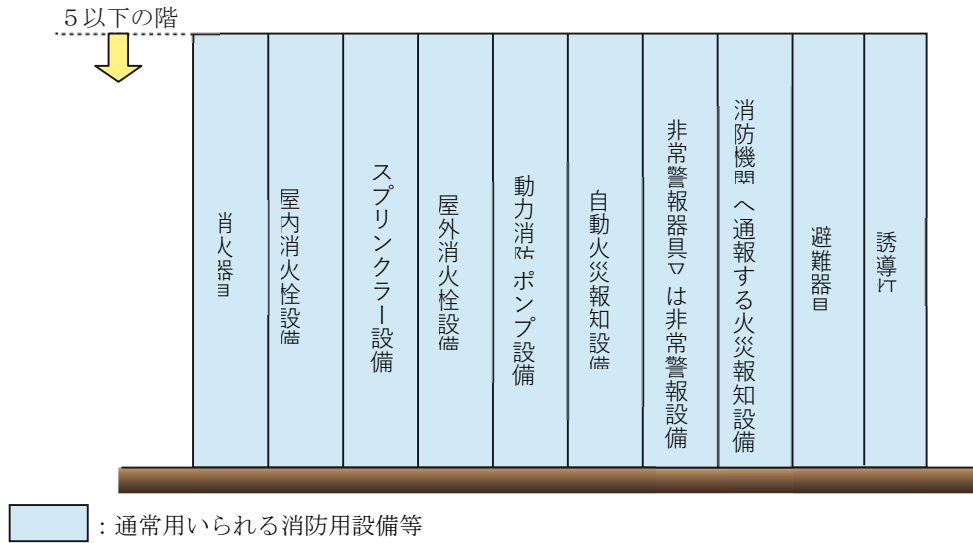 ５以下の階
消火器具
屋内消火栓設備
スプリンクラー設備
屋外消火栓設備
動力消防ポンプ設備
自動火災報知設備
非常警報器具又は非常警報設備
消防機関へ通報する火災報知設備
避難器具
誘導灯
：通常用いられる消防用設備等